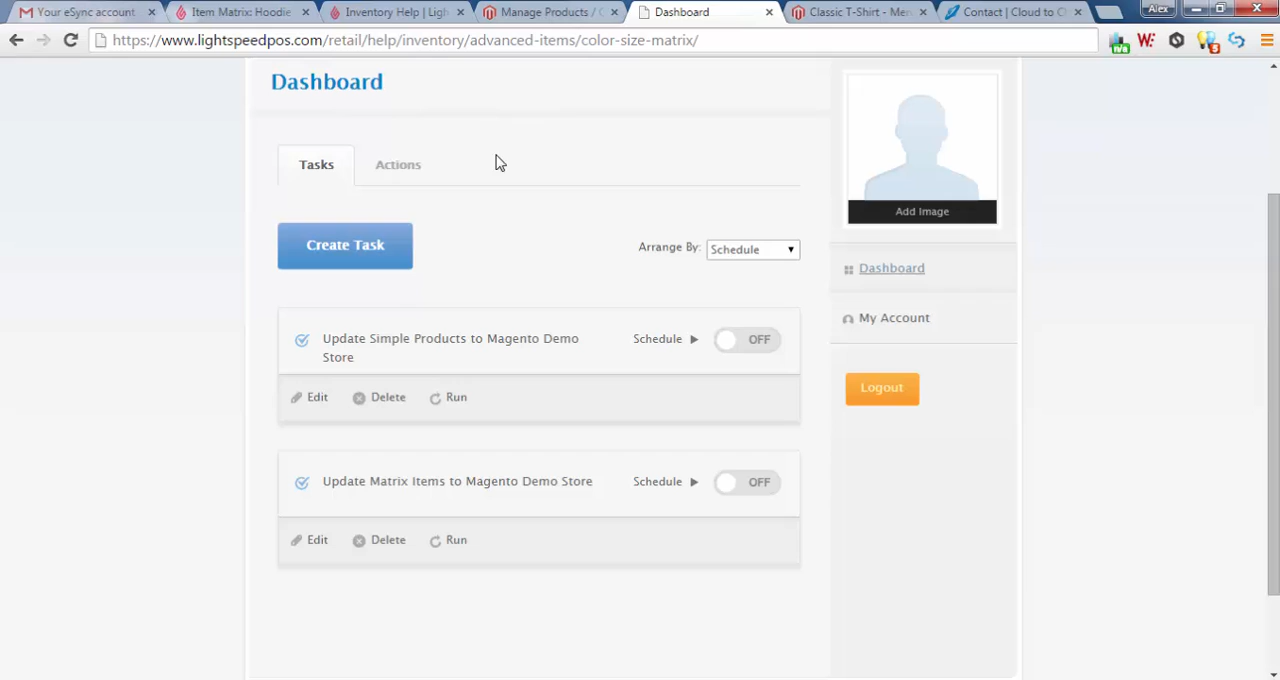 Your eSync account
Item Matrix: Hoodie
Inventory Help | Ligh
Manage Products / C
Dashboard
Classic T-Shirt - Men
Contact | Cloud to Cl
Alex
https://www.lightspeedpos.com/retail/help/inventory/advanced-items/color-size-matrix/
Dashboard
Tasks
Actions
Add Image
Create Task
Arrange By:
Schedule
Dashboard
My Account
Logout
Update Simple Products to Magento Demo
Store
Schedule
OFF
Edit
Delete
Run
Update Matrix Items to Magento Demo Store
Schedule
OFF
Edit
Delete
Run